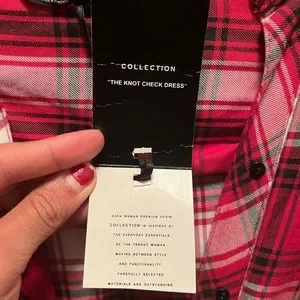 COLLECTION
"THE KNOT CHECK DRESS"
ZARA WOMAN PREMIUM DENIM
COLLECTION IS INSPIRED BY
THE EVERYDAY ESSENTIALS
OF THE TRENDY WOMAN,
MOVING BETWEEN STYLE
AND FUNCTIONALITY
CAREFULLY SELECTED
MATERIALS AND OUTSTANDING